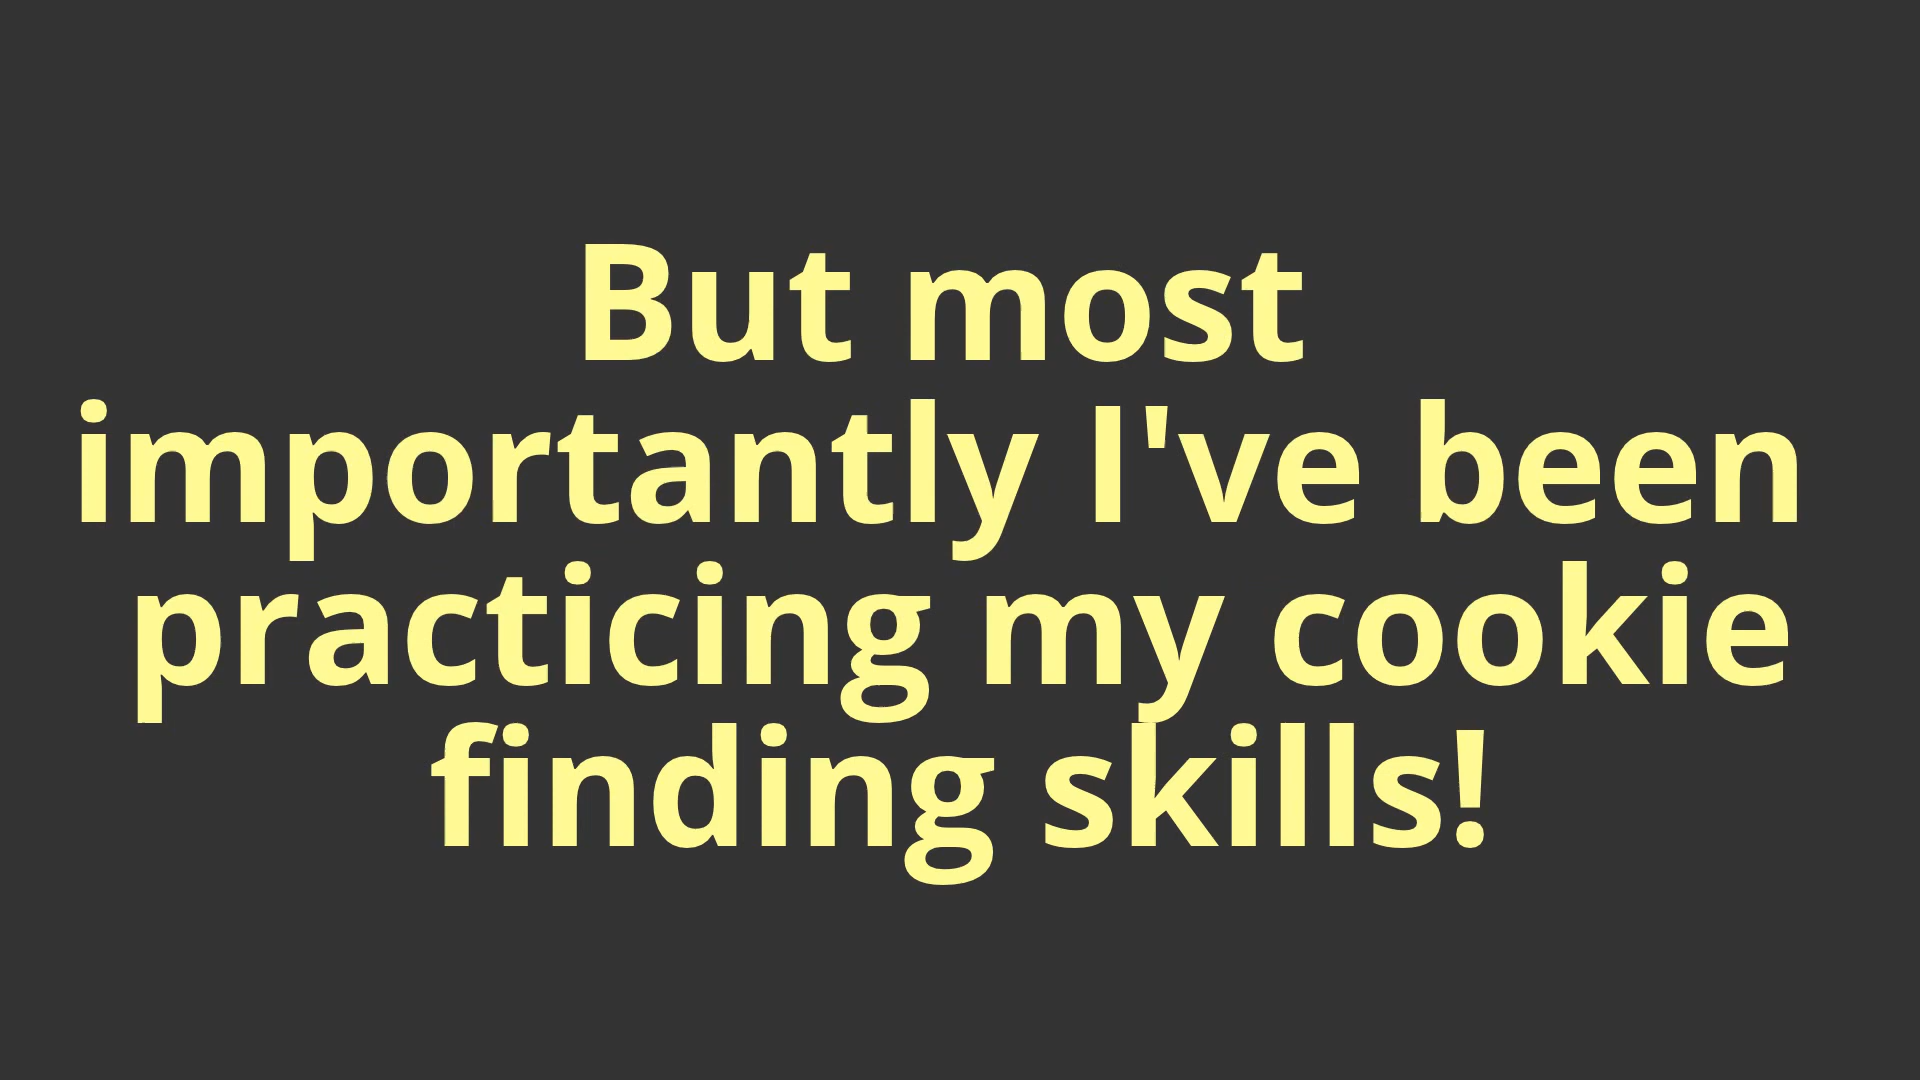 But most
importantly I've been
practicing my cookie
finding skills!